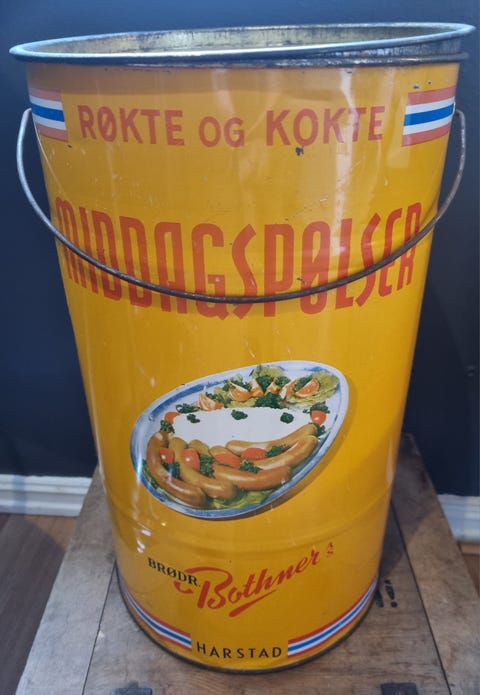 RØKTE OG KOKTE
MIDDAGSPØLSER
BRØDR.
Bothner
HARSTAD